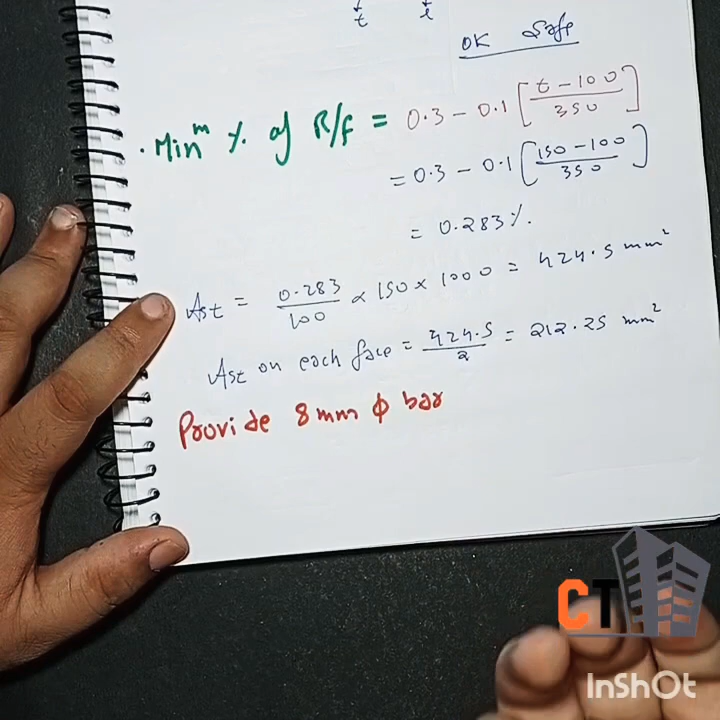 t l
OK Safe
. Minᵐ %. of R/f = 0.3 - 0.1 [t - 100 / 350]
= 0.3 - 0.1 [150 - 100 / 350]
= 0.283 %.
Ast = 0.283 / 100 × 150 × 1000 = 424.5 mm²
Ast on each face = 424.5 / 2 = 212.25 mm²
Provide 8 mm ϕ bar
CT
InShOt